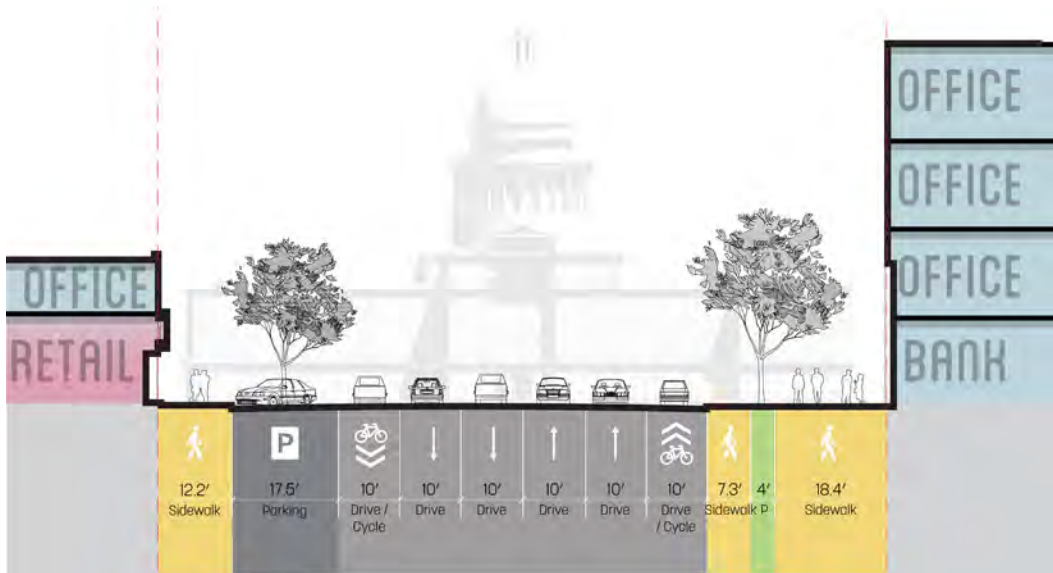 OFFICE
OFFICE
OFFICE
OFFICE
RETAIL
BANK
P
12.2' 17.5' 10' 10' 10' 10' 10' 10' 7.3' 4' 18.4'
Sidewalk Parking Drive / Drive Drive Drive Drive Drive Sidewalk P Sidewalk
Cycle / Cycle